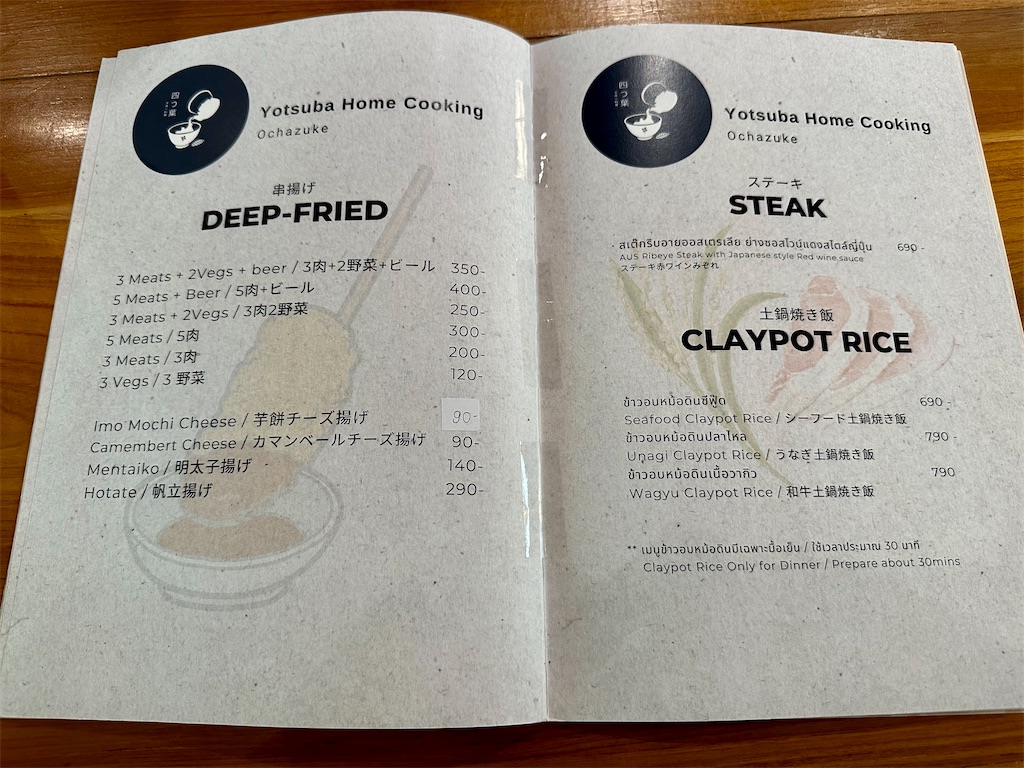 四つ葉
Yotsuba Home Cooking
Ochazuke
串揚げ
DEEP-FRIED
3 Meats + 2Vegs + beer / 3肉+2野菜+ビール 350-
5 Meats + Beer / 5肉+ビール 400-
3 Meats + 2Vegs / 3肉2野菜 250-
5 Meats / 5肉 300-
3 Meats / 3肉 200-
3 Vegs / 3 野菜 120-
Imo Mochi Cheese / 芋餅チーズ揚げ 90-
Camembert Cheese / カマンベールチーズ揚げ 90-
Mentaiko / 明太子揚げ 140-
Hotate / 帆立揚げ 290-
四つ葉
Yotsuba Home Cooking
Ochazuke
ステーキ
STEAK
· สเต๊กริบอายออสเตรเลีย ย่างซอสไวน์แดงสไตล์ญี่ปุ่น 690 -
AUS Ribeye Steak with Japanese style Red wine sauce
ステーキ赤ワインみぞれ
土鍋焼き飯
CLAYPOT RICE
ข้าวอบหม้อดินซีฟู้ด 690 -
Seafood Claypot Rice / シーフード土鍋焼き飯
ข้าวอบหม้อดินปลาไหล 790 -
Unagi Claypot Rice / うなぎ土鍋焼き飯
ข้าวอบหม้อดินเนื้อวากิว 790
Wagyu Claypot Rice / 和牛土鍋焼き飯
** เมนูข้าวอบหม้อดินมีเฉพาะมื้อเย็น / ใช้เวลาประมาณ 30 นาที
Claypot Rice Only for Dinner / Prepare about 30mins